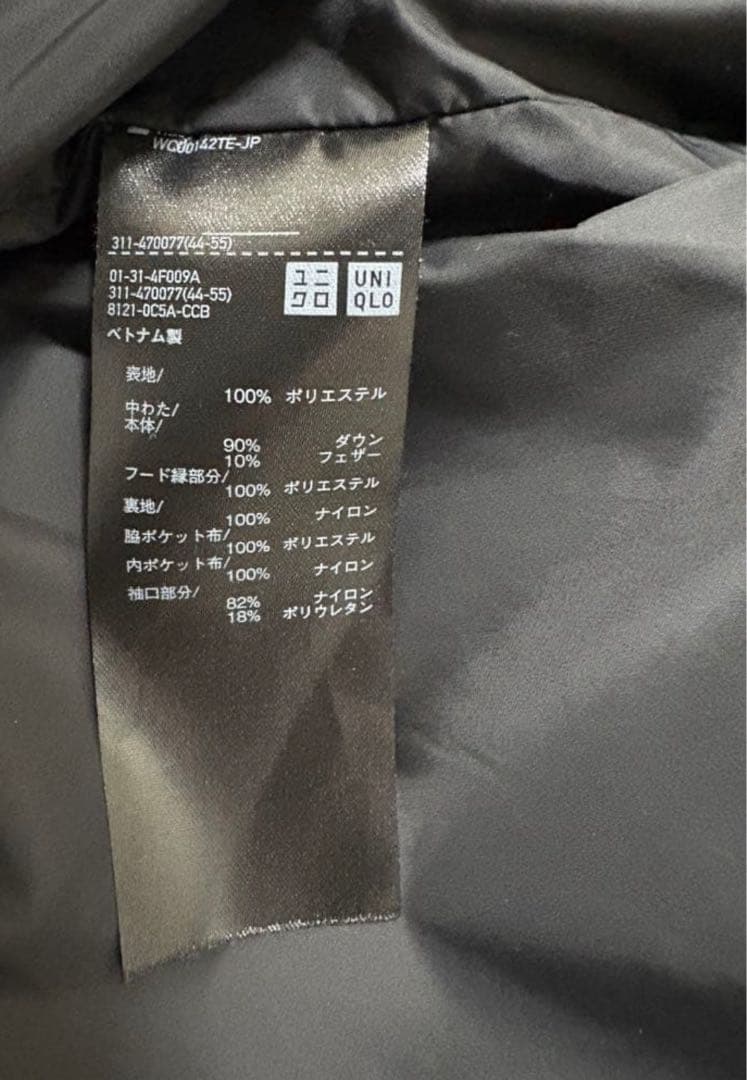 WC00142TE-JP
311-470077(44-55)
01-31-4F009A
311-470077(44-55)
8121-0C5A-CCB
ユニ
クロ
UNI
QLO
ベトナム製
表地/
100% ポリエステル
中わた/
本体/
90% ダウン
10% フェザー
フード縁部分/
100% ポリエステル
裏地/
100% ナイロン
脇ポケット布/
100% ポリエステル
内ポケット布/
100% ナイロン
袖口部分/
82% ナイロン
18% ポリウレタン